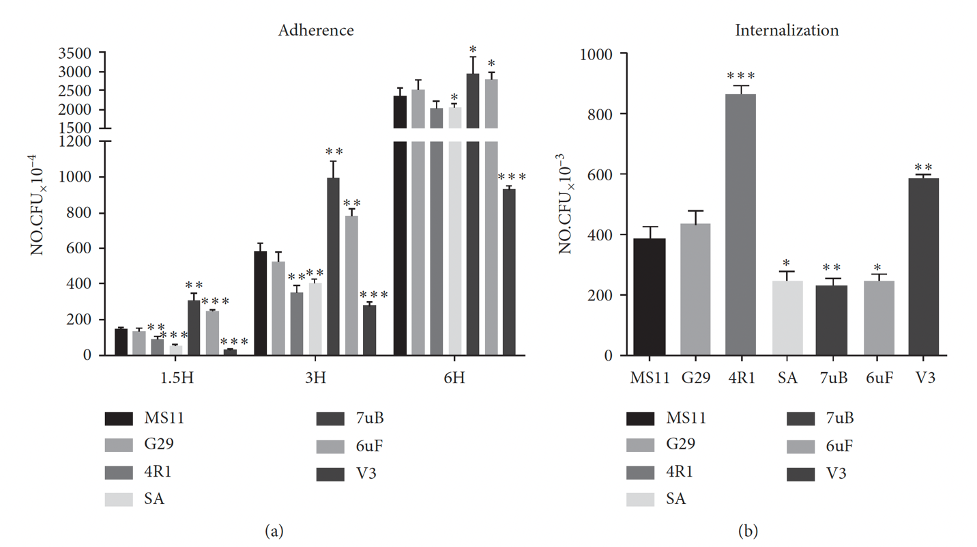 Adherence
NO.CFU×10⁻⁴
3500
3000
2500
2000
1500
1200
1000
800
600
400
200
0
** *** ** *** ***
** ** ** ** ***
* * * ***
1.5H 3H 6H
MS11
G29
4R1
SA
7uB
6uF
V3
(a)
Internalization
NO.CFU×10⁻³
1000
800
600
400
200
0
*** * ** * **
MS11 G29 4R1 SA 7uB 6uF V3
MS11
G29
4R1
SA
7uB
6uF
V3
(b)